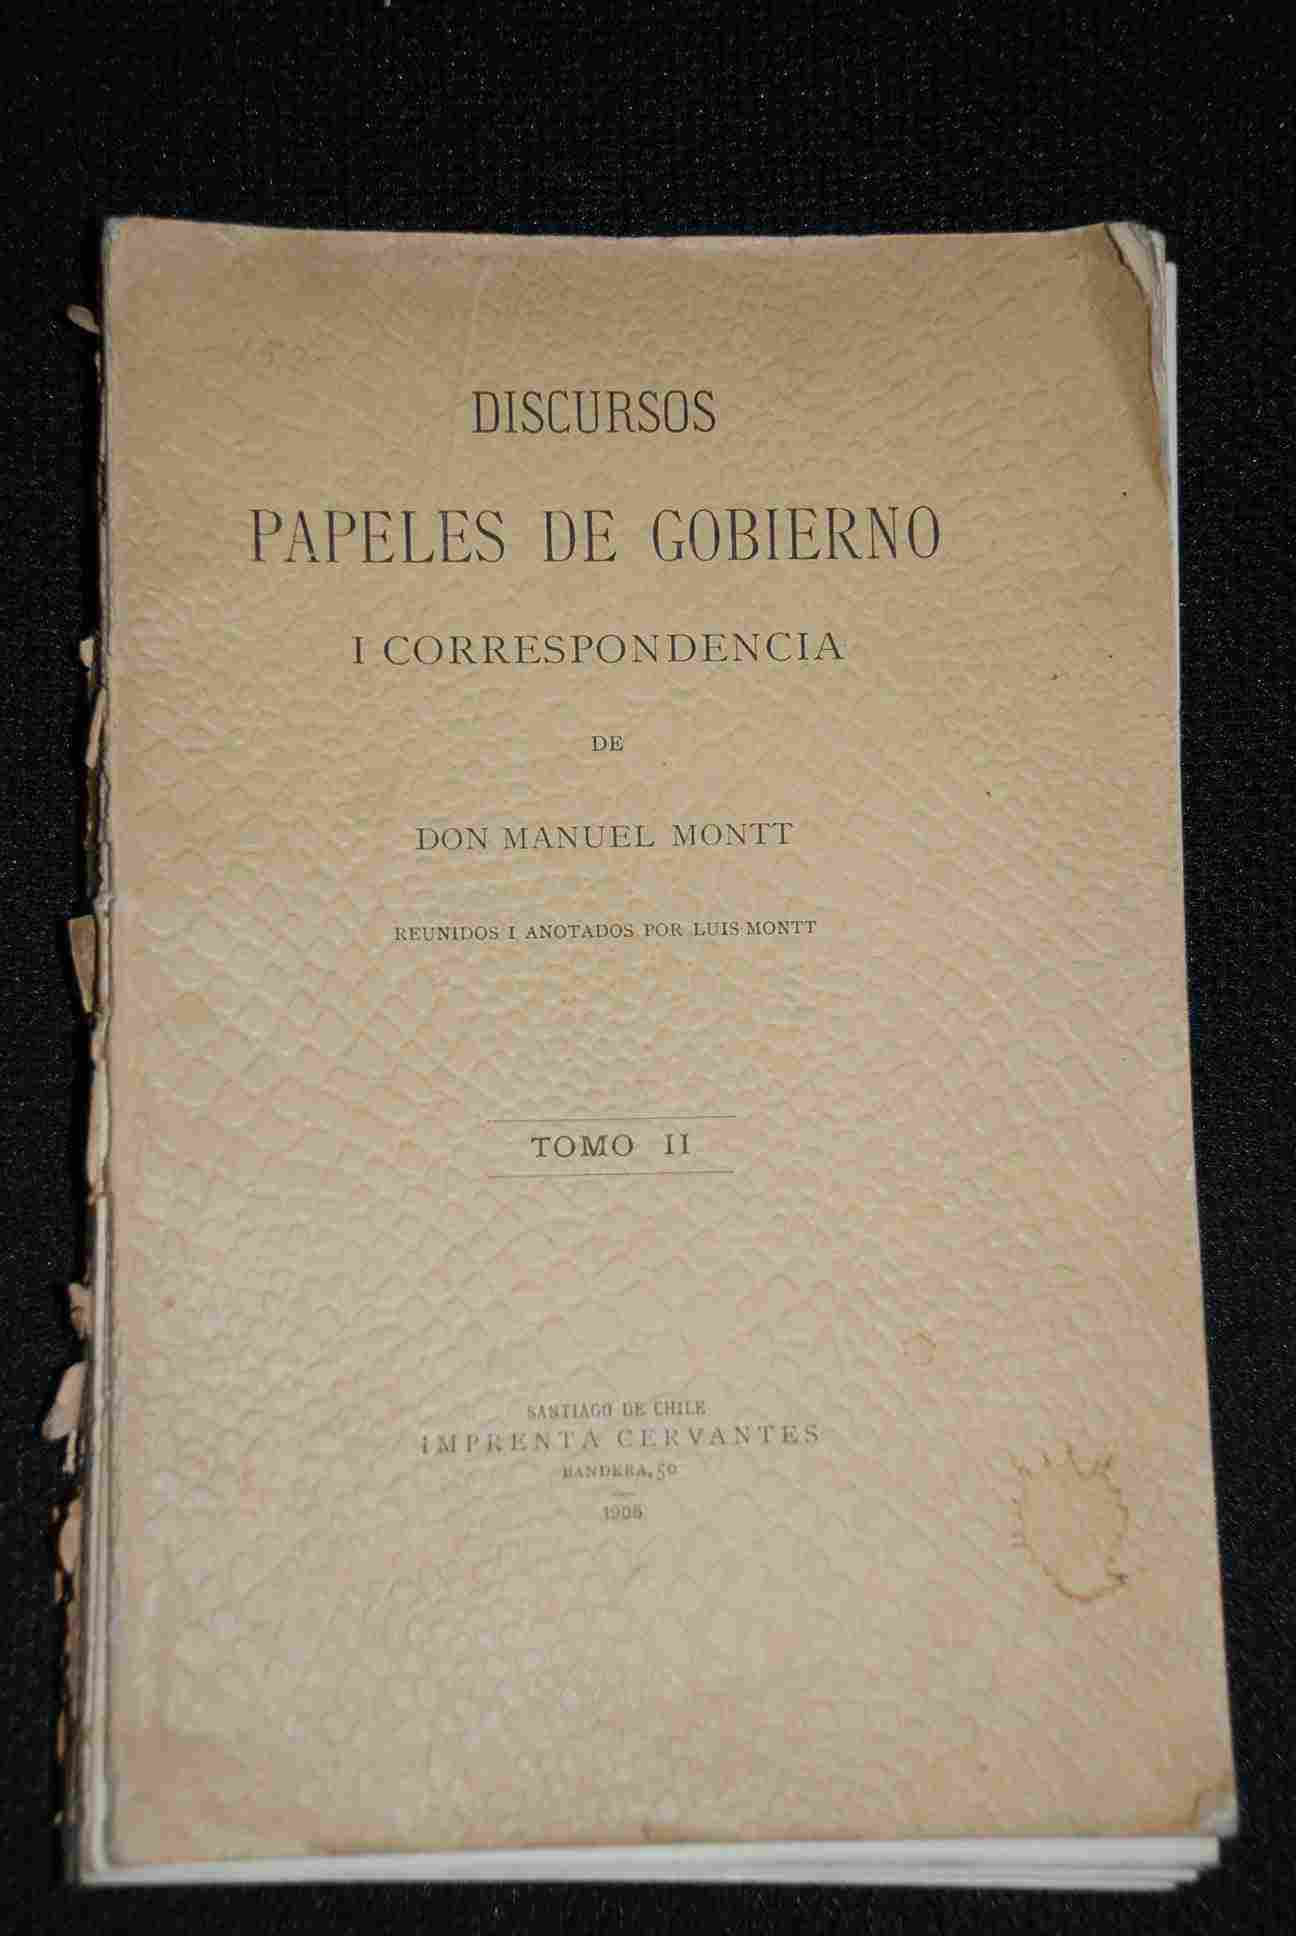 DISCURSOS
PAPELES DE GOBIERNO
I CORRESPONDENCIA
DE
DON MANUEL MONTT
REUNIDOS I ANOTADOS POR LUIS MONTT
TOMO II
SANTIAGO DE CHILE
IMPRENTA CERVANTES
BANDERA, 50
1905